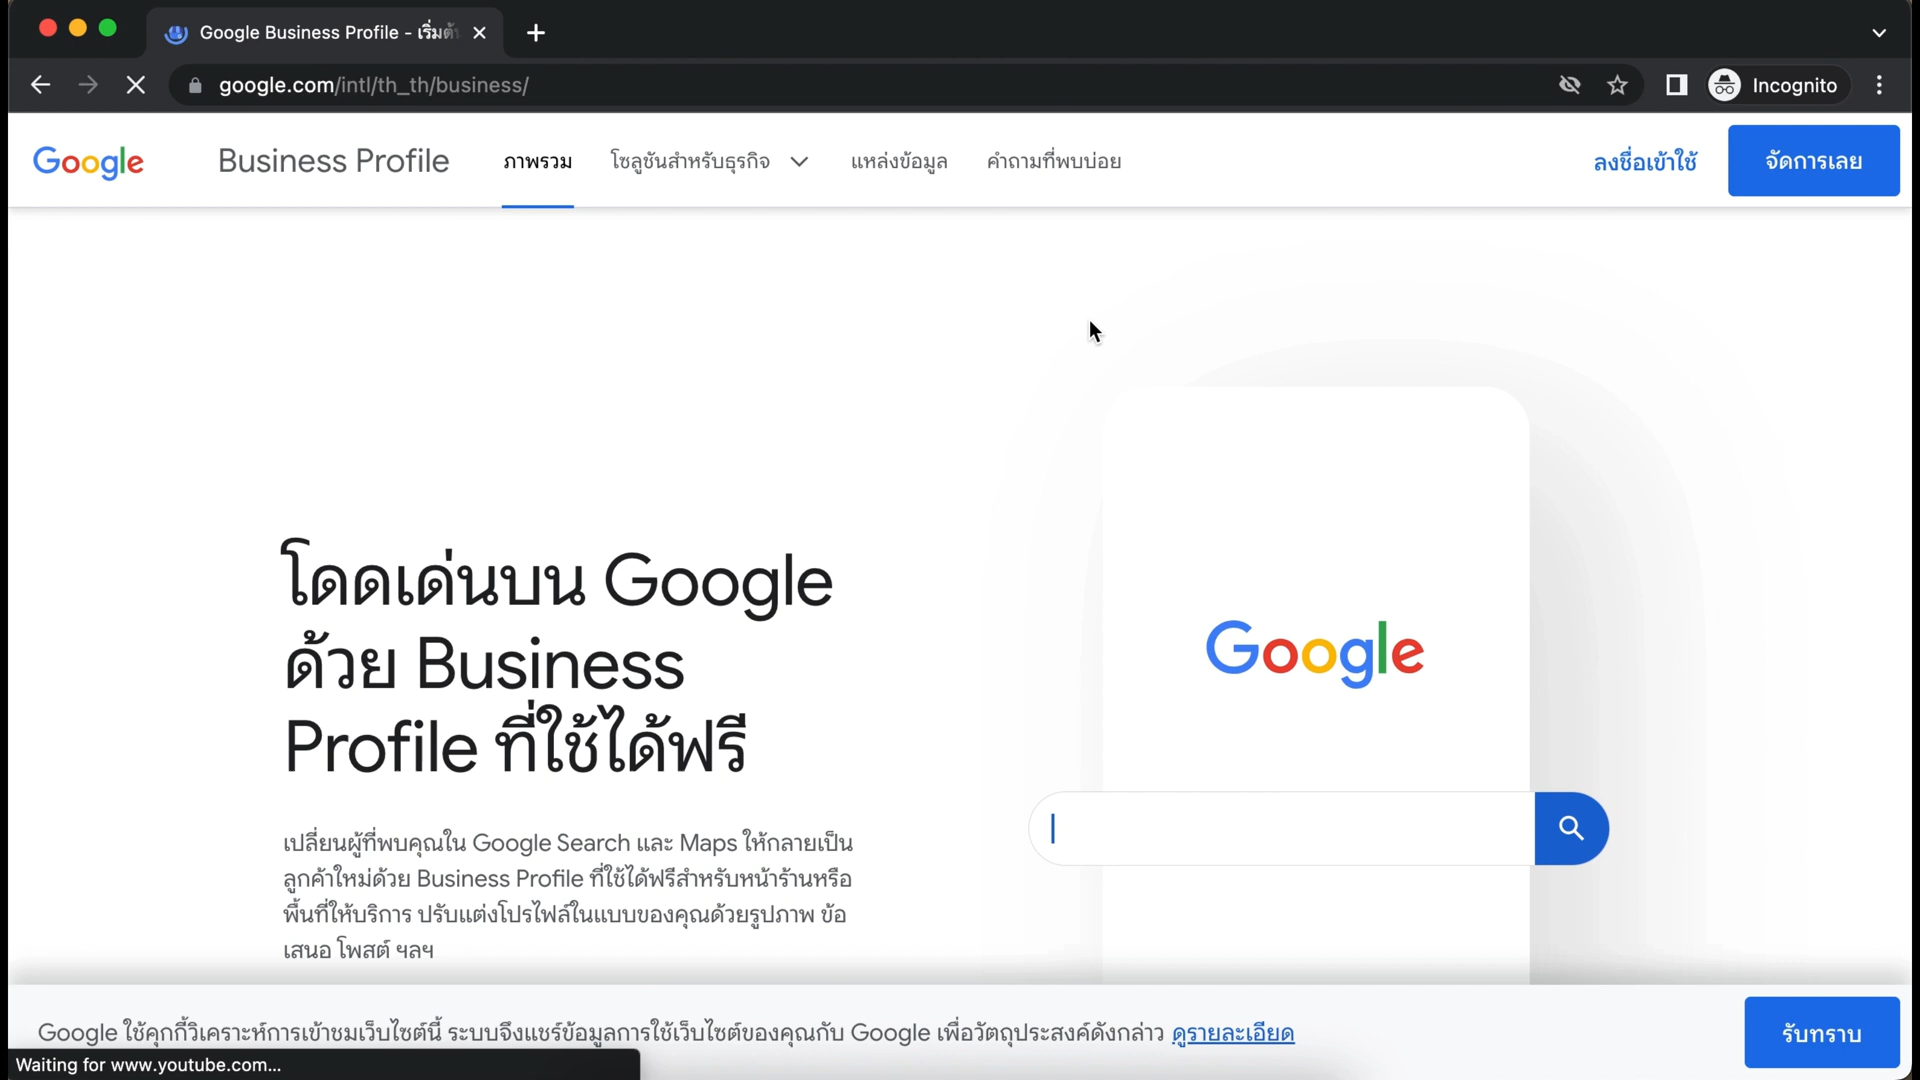 Google Business Profile - เริ่มต้
google.com/intl/th_th/business/
Incognito
Google Business Profile ภาพรวม โซลูชันสำหรับธุรกิจ แหล่งข้อมูล คำถามที่พบบ่อย ลงชื่อเข้าใช้ จัดการเลย
โดดเด่นบน Google
ด้วย Business
Profile ที่ใช้ได้ฟรี
เปลี่ยนผู้ที่พบคุณใน Google Search และ Maps ให้กลายเป็น
ลูกค้าใหม่ด้วย Business Profile ที่ใช้ได้ฟรีสำหรับหน้าร้านหรือ
พื้นที่ให้บริการ ปรับแต่งโปรไฟล์ในแบบของคุณด้วยรูปภาพ ข้อ
เสนอ โพสต์ ฯลฯ
Google
Google ใช้คุกกี้วิเคราะห์การเข้าชมเว็บไซต์นี้ ระบบจึงแชร์ข้อมูลการใช้เว็บไซต์ของคุณกับ Google เพื่อวัตถุประสงค์ดังกล่าว ดูรายละเอียด
รับทราบ
Waiting for www.youtube.com...